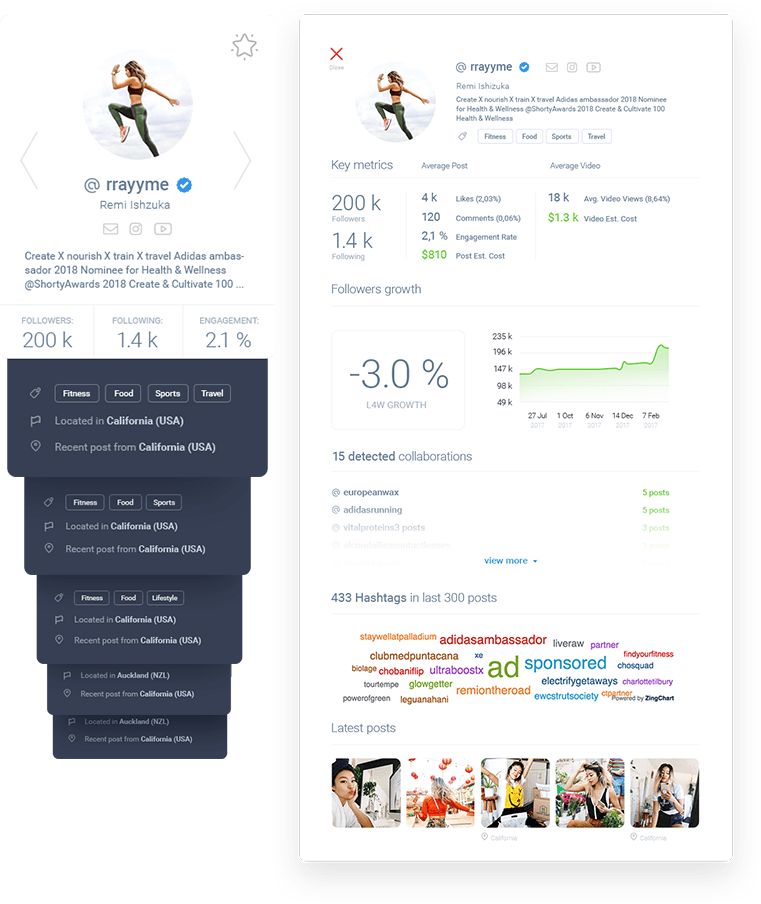 @ rrayyme
Remi Ishzuka
Create X nourish X train X travel Adidas ambas-
sador 2018 Nominee for Health & Wellness
@ShortyAwards 2018 Create & Cultivate 100 ...
FOLLOWERS: FOLLOWING: ENGAGEMENT:
200 k 1.4 k 2.1 %
Fitness Food Sports Travel
Located in California (USA)
Recent post from California (USA)
Fitness Food Sports
Located in California (USA)
Recent post from California (USA)
Fitness Food Lifestyle
Located in California (USA)
Recent post from California (USA)
Located in Auckland (NZL)
Recent post from California (USA)
Located in Auckland (NZL)
Recent post from California (USA)
Close
@ rrayyme
Remi Ishzuka
Create X nourish X train X travel Adidas ambassador 2018 Nominee
for Health & Wellness @ShortyAwards 2018 Create & Cultivate 100
Health & Wellness
Fitness Food Sports Travel
Key metrics Average Post Average Video
200 k
Followers
1.4 k
Following
4 k Likes (2,03%)
120 Comments (0,06%)
2,1 % Engagement Rate
$810 Post Est. Cost
18 k Avg. Video Views (8,64%)
$1.3 k Video Est. Cost
Followers growth
-3.0 %
L4W GROWTH
235 k
196 k
147 k
98 k
49 k
27 Jul 1 Oct 6 Nov 14 Dec 7 Feb
2017 2017 2017 2017 2017
15 detected collaborations
@ europeanwax 5 posts
@ adidasrunning 5 posts
@ vitalproteins3 posts 3 posts
view more
433 Hashtags in last 300 posts
staywellatpalladium adidasambassador liveraw partner
clubmedpuntacana xe findyourfitness
biolage chobaniflip ultraboostx ad sponsored chosquad
tourtempe glowgetter electrifygetaways charlottetilbury
powerofgreen leguanahani remiontheroad ewcstrutsociety ctpartner
Powered by ZingChart
Latest posts
California California